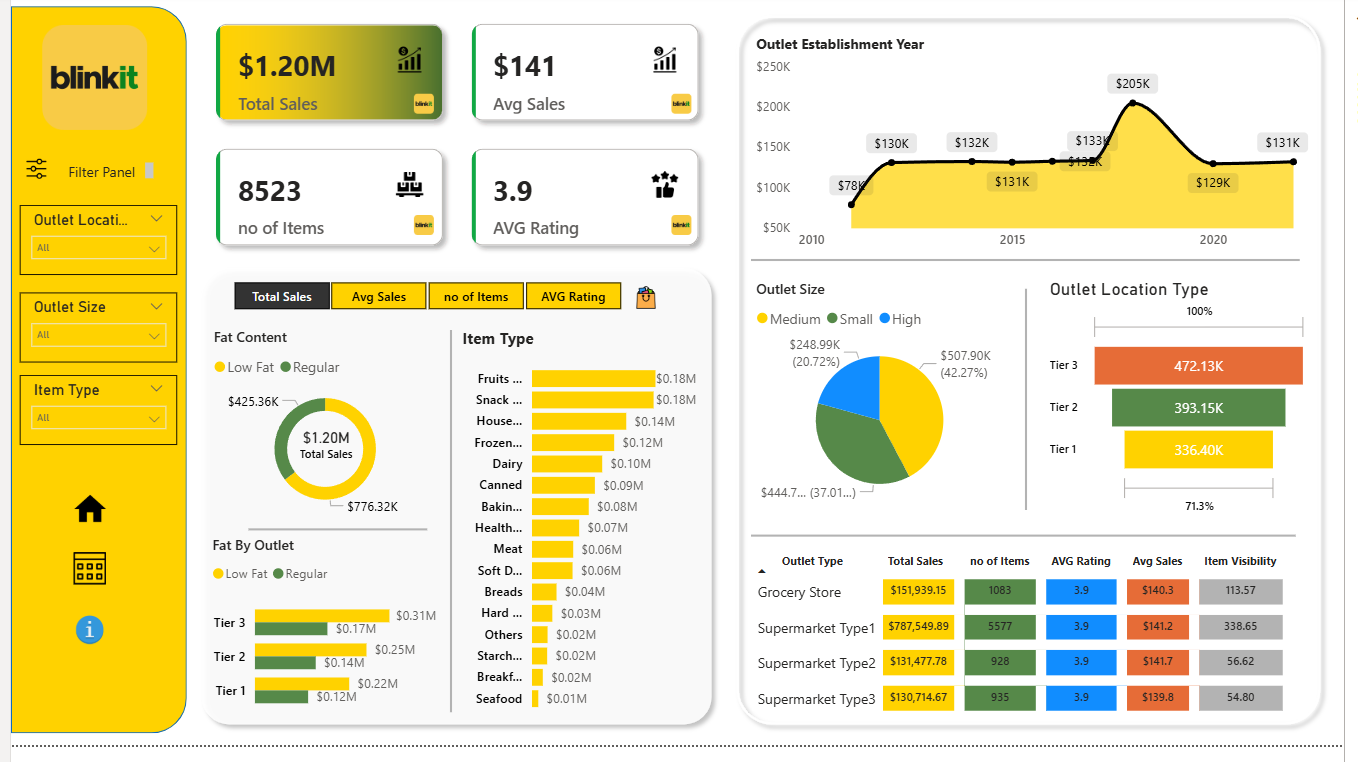 blinkit
Filter Panel
Outlet Locati...
All
Outlet Size
All
Item Type
All
$1.20M
Total Sales
blinkit
$141
Avg Sales
blinkit
8523
no of Items
blinkit
3.9
AVG Rating
blinkit
Total Sales
Avg Sales
no of Items
AVG Rating
Fat Content
Low Fat Regular
$425.36K
$1.20M
Total Sales
$776.32K
Fat By Outlet
Low Fat Regular
Tier 3 $0.31M
$0.17M
Tier 2 $0.25M
$0.14M
Tier 1 $0.22M
$0.12M
Item Type
Fruits ... $0.18M
Snack ... $0.18M
House... $0.14M
Frozen... $0.12M
Dairy $0.10M
Canned $0.09M
Bakin... $0.08M
Health... $0.07M
Meat $0.06M
Soft D... $0.06M
Breads $0.04M
Hard ... $0.03M
Others $0.02M
Starch... $0.02M
Breakf... $0.02M
Seafood $0.01M
Outlet Establishment Year
$250K
$200K
$150K
$100K
$50K
$78K
$130K
$132K
$131K
$132K
$133K
$205K
$129K
$131K
2010 2015 2020
Outlet Size
Medium Small High
$248.99K
(20.72%)
$507.90K
(42.27%)
$444.7... (37.01...)
Outlet Location Type
100%
Tier 3 472.13K
Tier 2 393.15K
Tier 1 336.40K
71.3%
Outlet Type Total Sales no of Items AVG Rating Avg Sales Item Visibility
Grocery Store $151,939.15 1083 3.9 $140.3 113.57
Supermarket Type1 $787,549.89 5577 3.9 $141.2 338.65
Supermarket Type2 $131,477.78 928 3.9 $141.7 56.62
Supermarket Type3 $130,714.67 935 3.9 $139.8 54.80